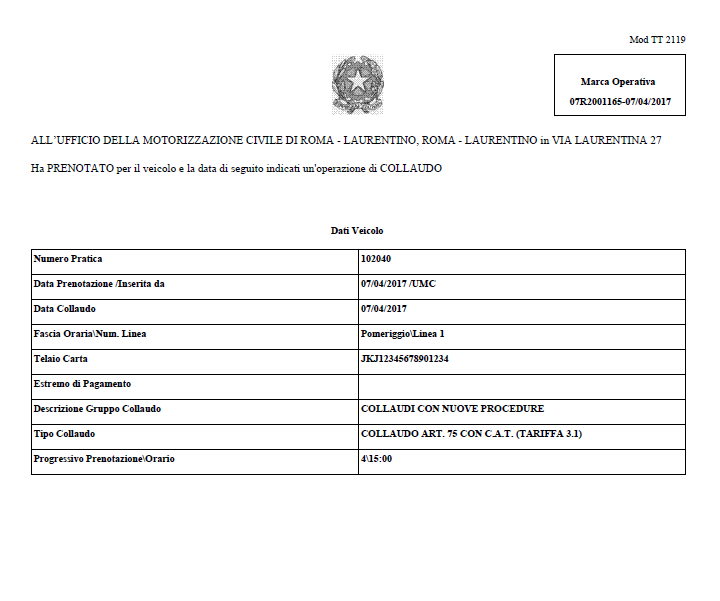 Mod TT 2119
Marca Operativa
07R2001165-07/04/2017
ALL'UFFICIO DELLA MOTORIZZAZIONE CIVILE DI ROMA - LAURENTINO, ROMA - LAURENTINO in VIA LAURENTINA 27
Ha PRENOTATO per il veicolo e la data di seguito indicati un'operazione di COLLAUDO
Dati Veicolo
Numero Pratica 102040
Data Prenotazione /Inserita da 07/04/2017 /UMC
Data Collaudo 07/04/2017
Fascia Oraria\Num. Linea Pomeriggio\Linea 1
Telaio Carta JKJ12345678901234
Estremo di Pagamento
Descrizione Gruppo Collaudo COLLAUDI CON NUOVE PROCEDURE
Tipo Collaudo COLLAUDO ART. 75 CON C.A.T. (TARIFFA 3.1)
Progressivo Prenotazione\Orario 4\15:00